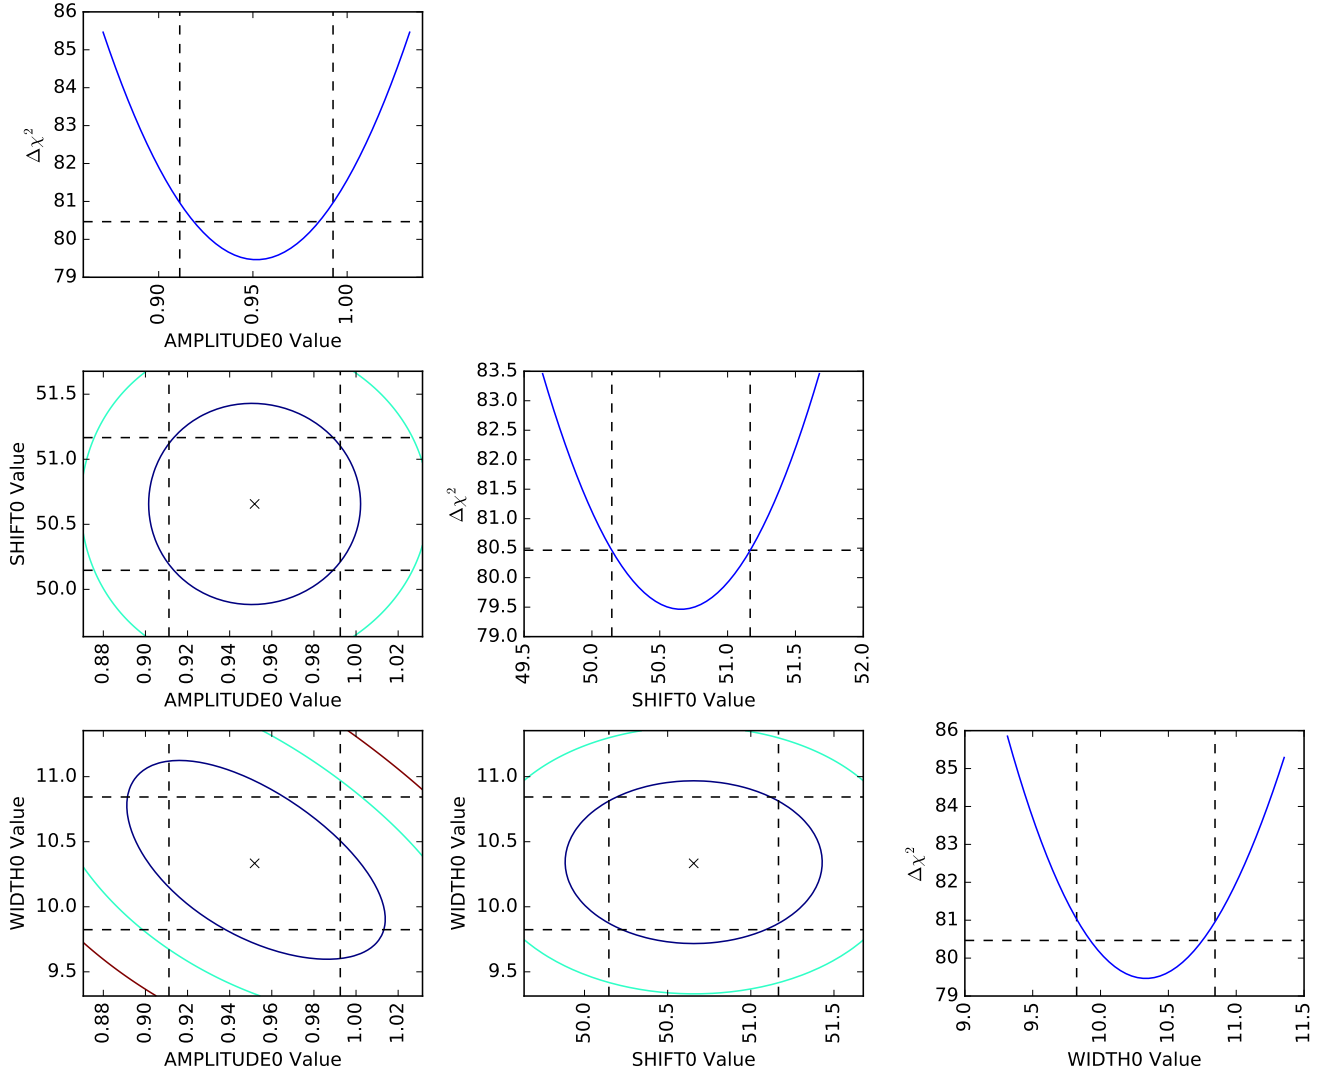 86
85
84
83
82
81
80
79
Δχ²
0.90 0.95 1.00
AMPLITUDE0 Value
51.5
51.0
50.5
50.0
SHIFT0 Value
0.88 0.90 0.92 0.94 0.96 0.98 1.00 1.02
AMPLITUDE0 Value
83.5
83.0
82.5
82.0
81.5
81.0
80.5
80.0
79.5
79.0
Δχ²
49.5 50.0 50.5 51.0 51.5 52.0
SHIFT0 Value
11.0
10.5
10.0
9.5
WIDTH0 Value
0.88 0.90 0.92 0.94 0.96 0.98 1.00 1.02
AMPLITUDE0 Value
11.0
10.5
10.0
9.5
WIDTH0 Value
50.0 50.5 51.0 51.5
SHIFT0 Value
86
85
84
83
82
81
80
79
Δχ²
9.0 9.5 10.0 10.5 11.0 11.5
WIDTH0 Value